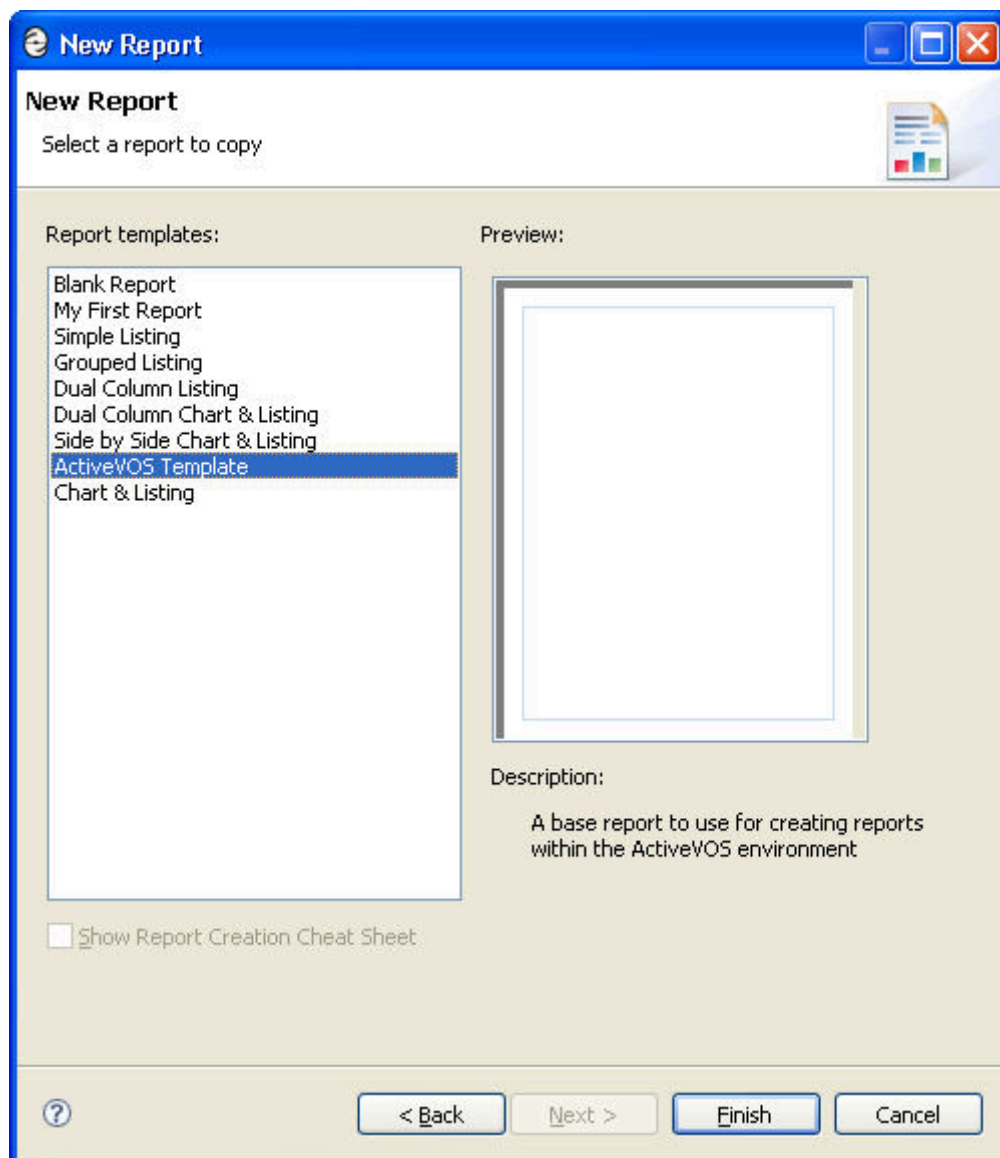 New Report
New Report
Select a report to copy
Report templates:
Blank Report
My First Report
Simple Listing
Grouped Listing
Dual Column Listing
Dual Column Chart & Listing
Side by Side Chart & Listing
ActiveVOS Template
Chart & Listing
Show Report Creation Cheat Sheet
Preview:
Description:
A base report to use for creating reports
within the ActiveVOS environment
?
< Back
Next >
Finish
Cancel